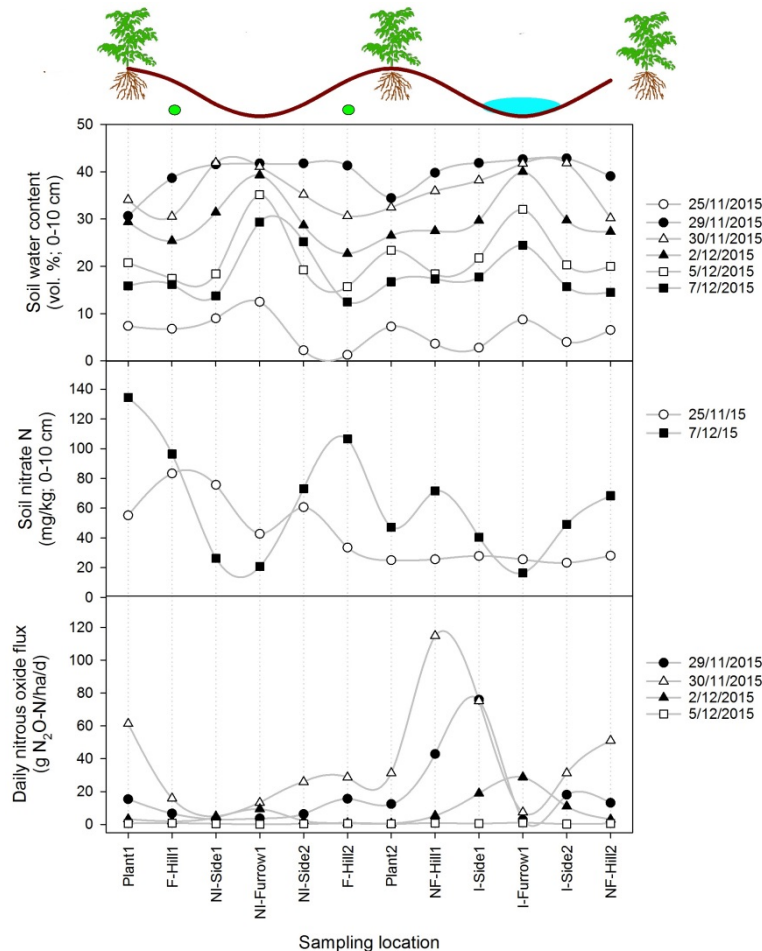 50
40
30
20
10
0
Soil water content
(vol. %; 0-10 cm)
25/11/2015
29/11/2015
30/11/2015
2/12/2015
5/12/2015
7/12/2015
140
120
100
80
60
40
20
0
Soil nitrate N
(mg/kg; 0-10 cm)
25/11/15
7/12/15
120
100
80
60
40
20
0
Daily nitrous oxide flux
(g N₂O-N/ha/d)
29/11/2015
30/11/2015
2/12/2015
5/12/2015
Plant1
F-Hill1
NI-Side1
NI-Furrow1
NI-Side2
F-Hill2
Plant2
NF-Hill1
I-Side1
I-Furrow1
I-Side2
NF-Hill2
Sampling location